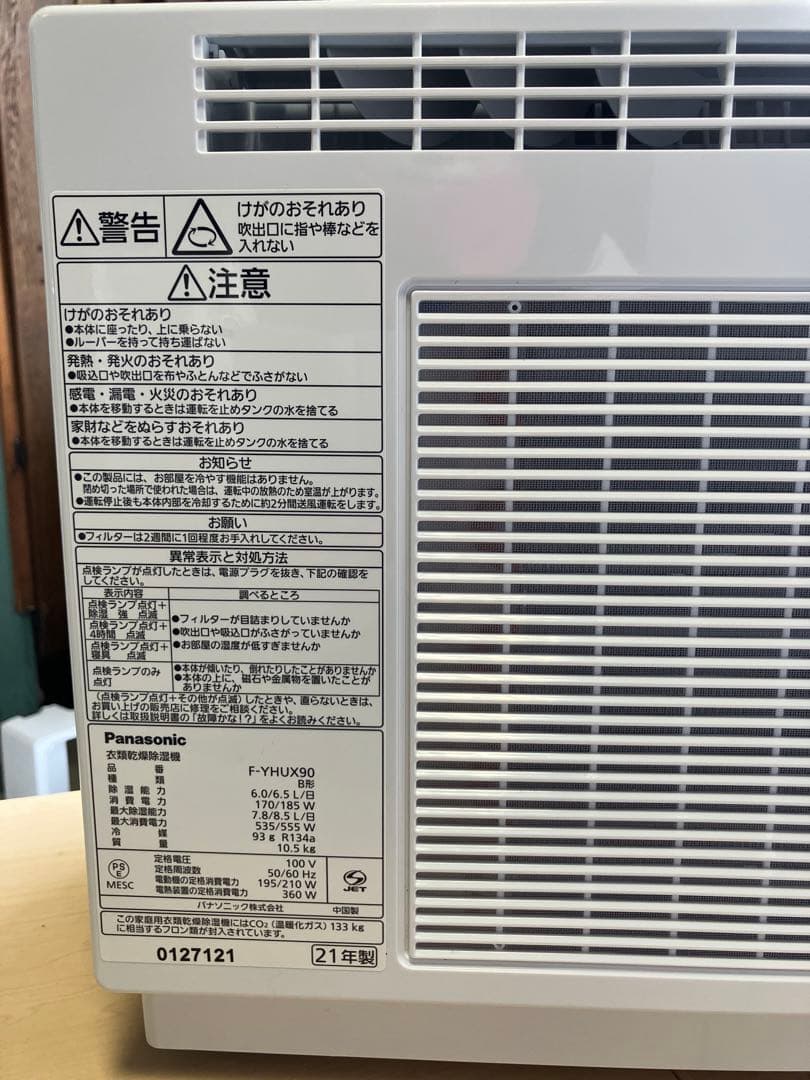 警告
けがのおそれあり
吹出口に指や棒などを
入れない
注意
けがのおそれあり
●本体に座ったり、上に乗らない
●ルーバーを持って持ち運ばない
発熱・発火のおそれあり
●吸込口や吹出口を布やふとんなどでふさがない
感電・漏電・火災のおそれあり
●本体を移動するときは運転を止めタンクの水を捨てる
家財などをぬらすおそれあり
●本体を移動するときは運転を止めタンクの水を捨てる
お知らせ
●この製品には、お部屋を冷やす機能はありません。
閉め切った場所で使われた場合は、運転中の放熱のため室温が上がります。
●運転停止後も本体内部を冷却するために約2分間送風運転をします。
お願い
●フィルターは2週間に1回程度お手入れしてください。
異常表示と対処方法
点検ランプが点灯したときは、電源プラグを抜き、下記の確認を
してください。
表示内容 調べるところ
点検ランプ点灯+
除湿 強 点滅
点検ランプ点灯+
4時間 点滅
点検ランプ点灯+
寝具 点滅
●フィルターが目詰まりしていませんか
●吹出口や吸込口がふさがっていませんか
●お部屋の温度が低すぎませんか
点検ランプのみ
点灯
●本体が傾いたり、倒れたりしたことがありませんか
●本体の上に、磁石や金属物を置いたことが
ありませんか
(点検ランプ点灯+その他が点滅)したときや、直らないときは、
お買い上げの販売店に修理をご相談ください。
詳しくは取扱説明書の「故障かな!?」をよくお読みください。
Panasonic
衣類乾燥除湿機
品番 F-YHUX90
種類 B形
除湿能力 6.0/6.5 L/日
消費電力 170/185 W
最大除湿能力 7.8/8.5 L/日
最大消費電力 535/555 W
冷媒 93 g R134a
質量 10.5 kg
PS
E
MESC
定格電圧 100 V
定格周波数 50/60 Hz
電動機の定格消費電力 195/210 W
電熱装置の定格消費電力 360 W
JET
パナソニック株式会社 中国製
この家庭用衣類乾燥除湿機にはCO₂(温暖化ガス)133 kg
に相当するフロン類が封入されています。
0127121 21年製